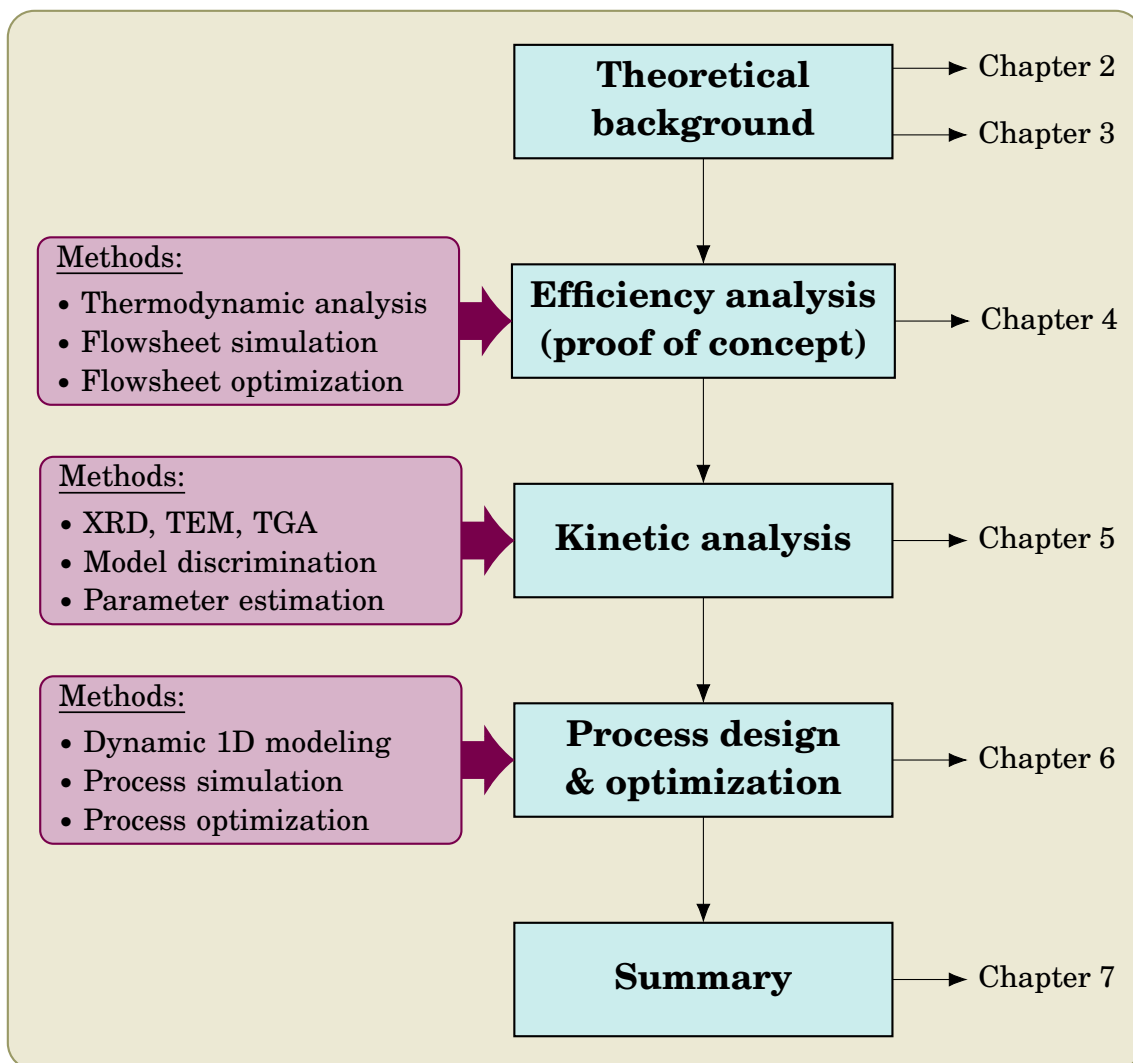 Theoretical
background
Chapter 2
Chapter 3
Methods:
• Thermodynamic analysis
• Flowsheet simulation
• Flowsheet optimization
Efficiency analysis
(proof of concept)
Chapter 4
Methods:
• XRD, TEM, TGA
• Model discrimination
• Parameter estimation
Kinetic analysis
Chapter 5
Methods:
• Dynamic 1D modeling
• Process simulation
• Process optimization
Process design
& optimization
Chapter 6
Summary
Chapter 7